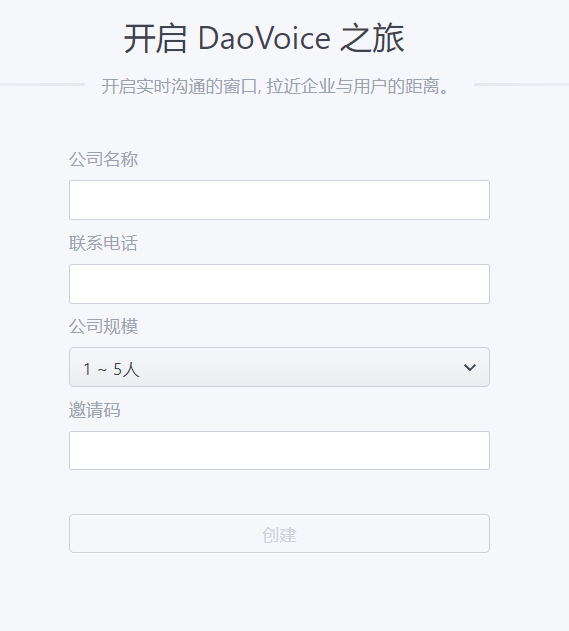 开启 DaoVoice 之旅
开启实时沟通的窗口, 拉近企业与用户的距离。
公司名称
联系电话
公司规模
1 ~ 5人
邀请码
创建